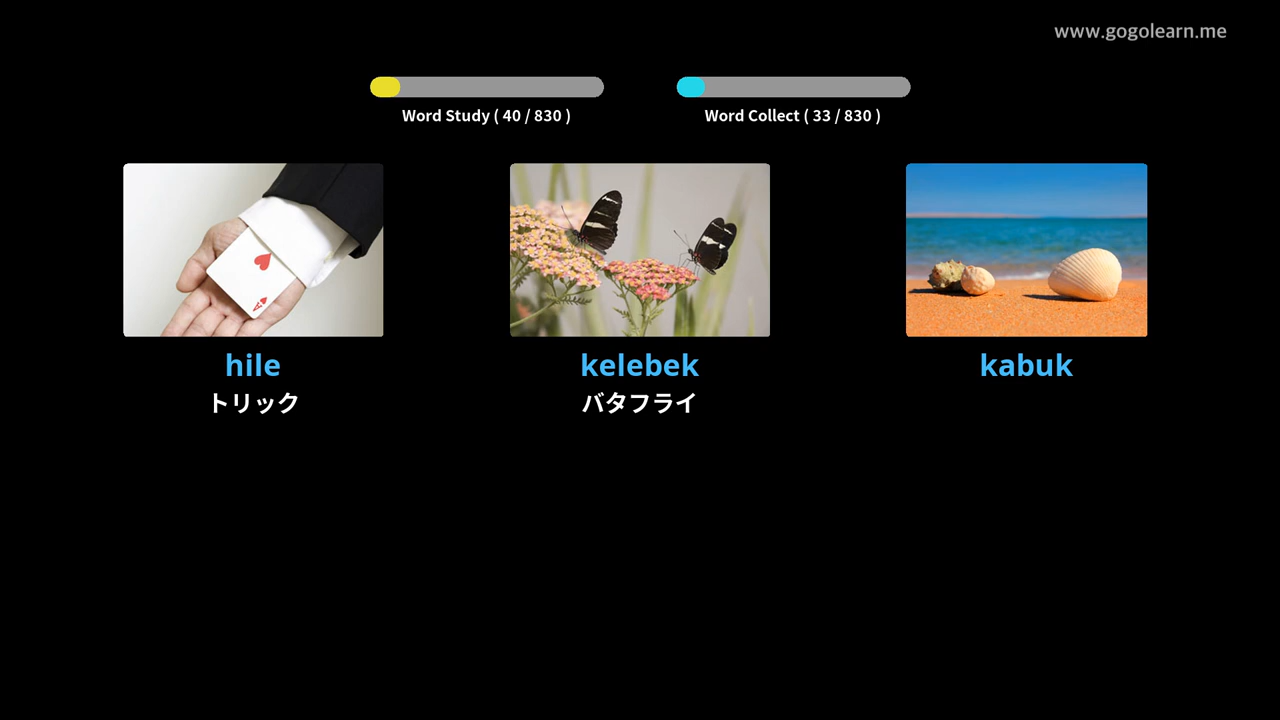 www.gogolearn.me
Word Study ( 40 / 830 )
Word Collect ( 33 / 830 )
hile
トリック
kelebek
バタフライ
kabuk